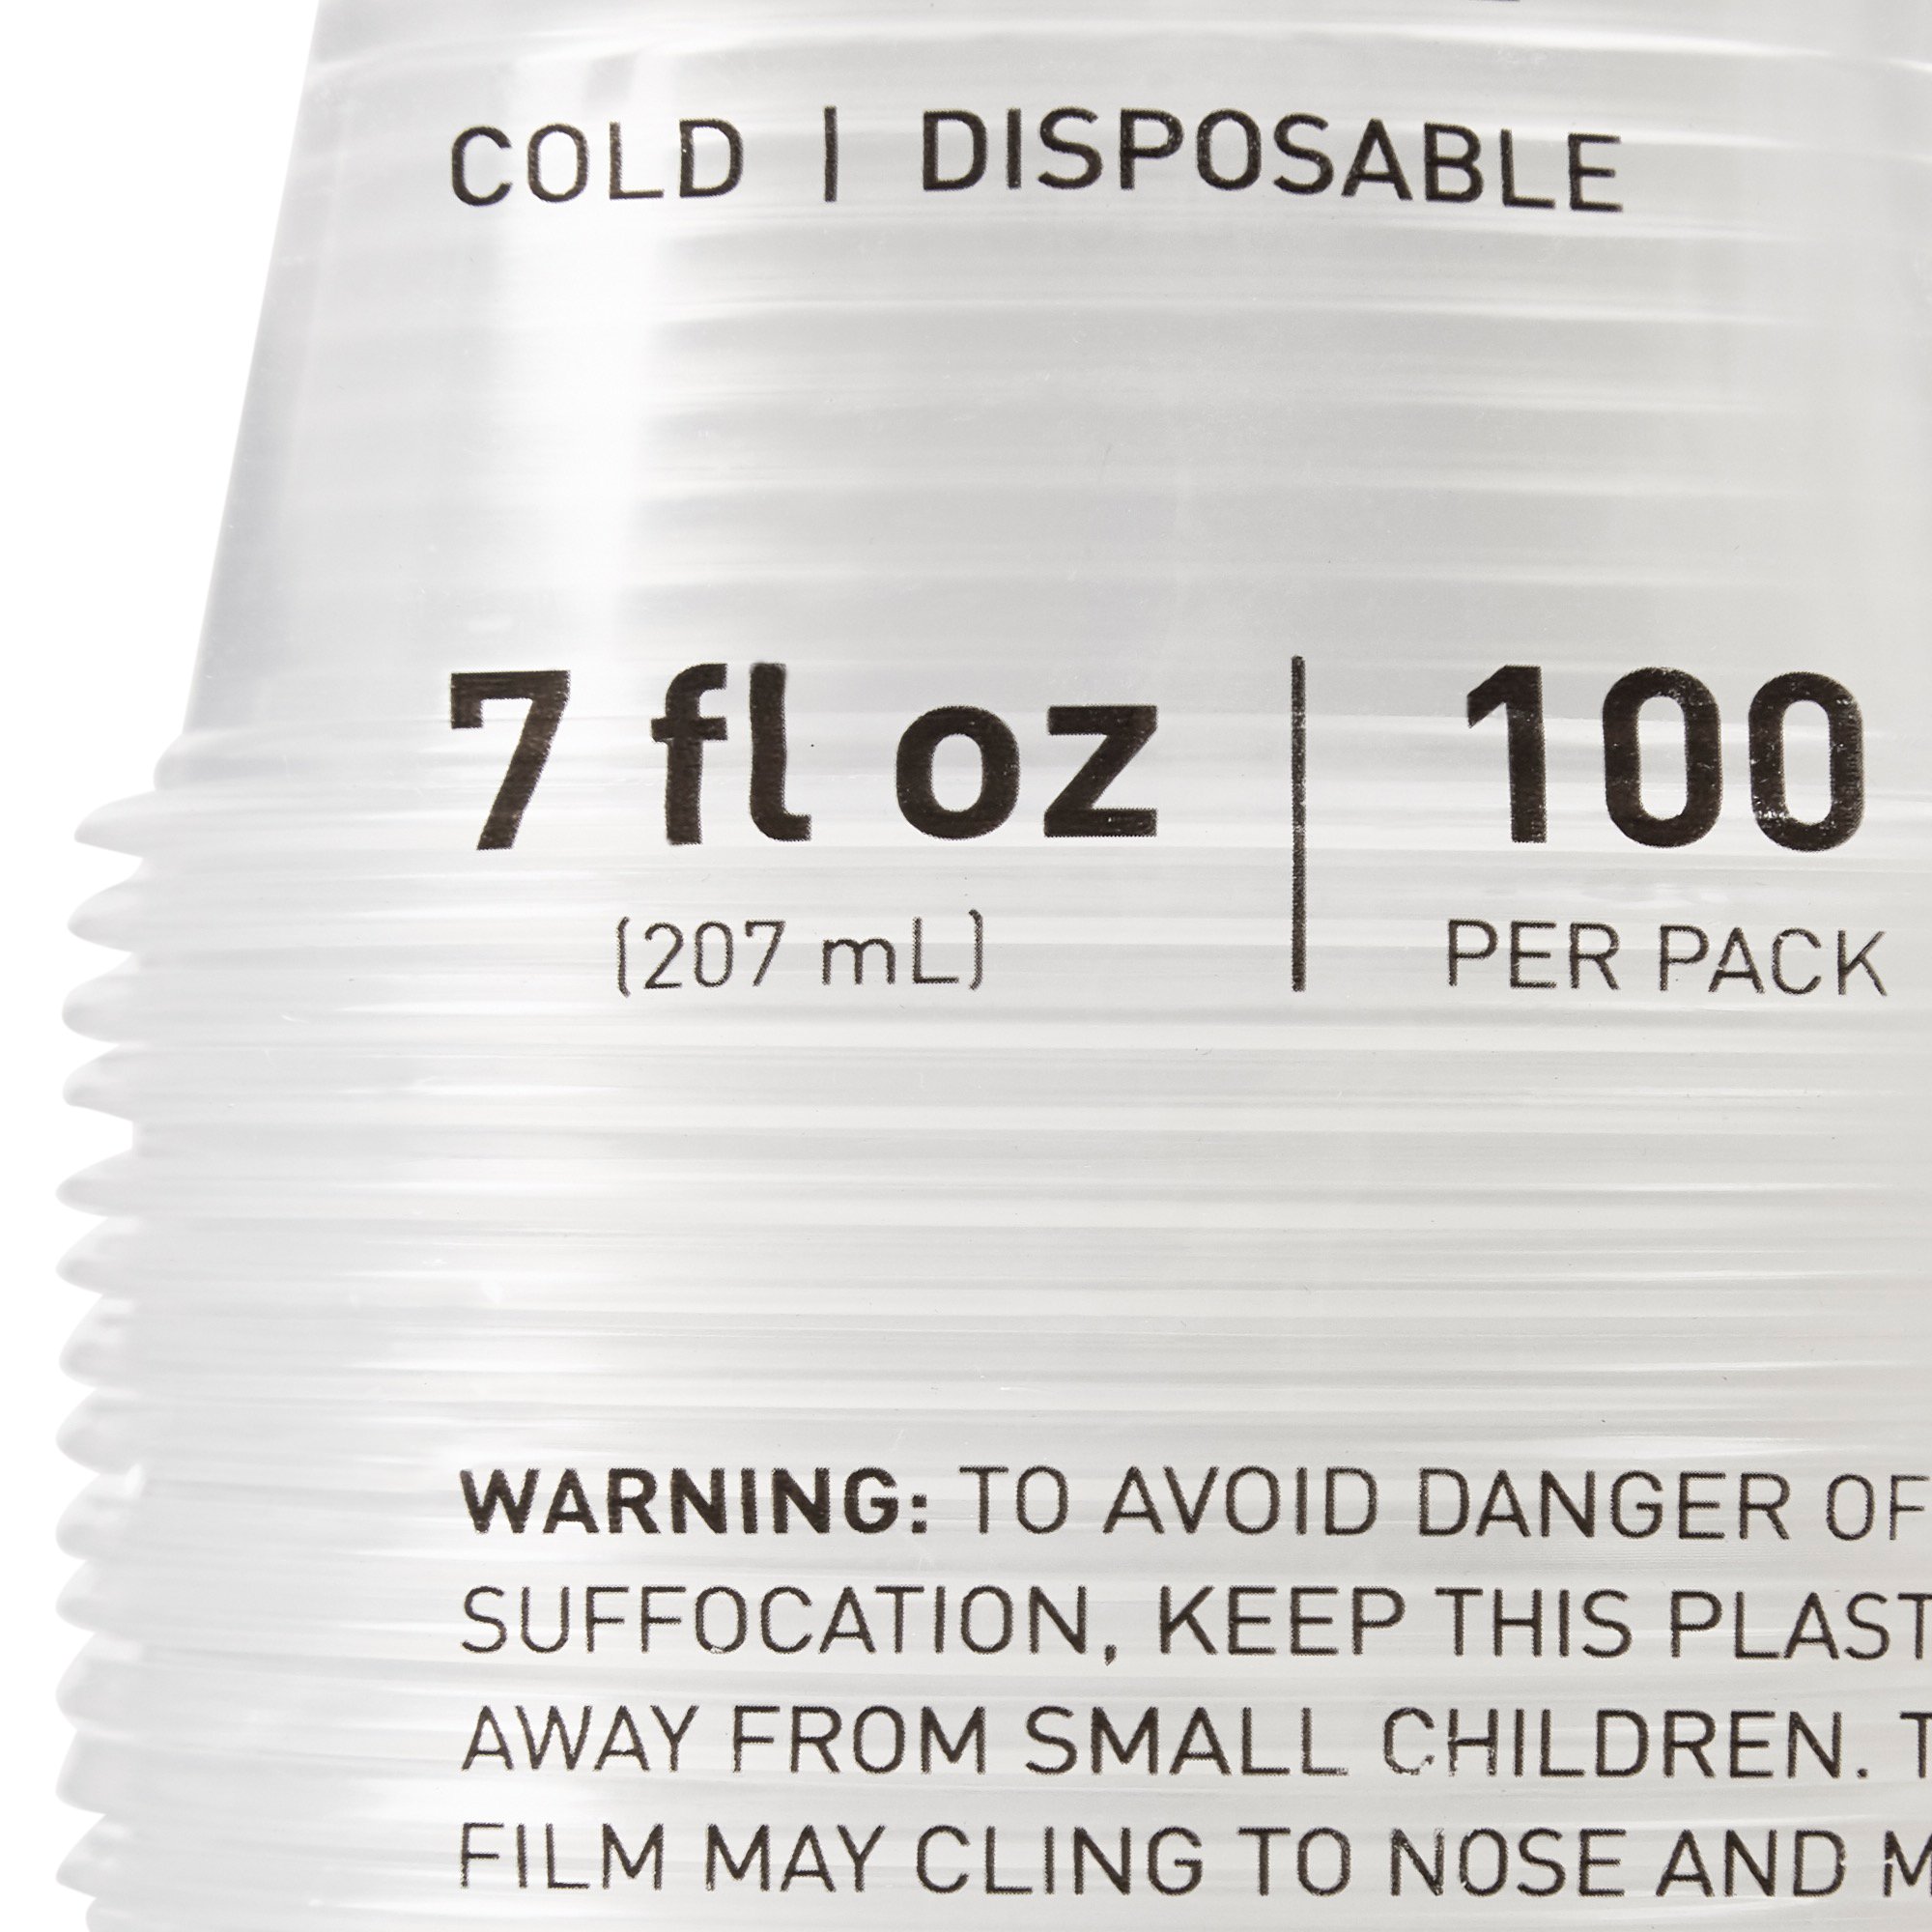 COLD | DISPOSABLE
7 fl oz | 100
(207 mL) PER PACK
WARNING: TO AVOID DANGER OF
SUFFOCATION, KEEP THIS PLAST
AWAY FROM SMALL CHILDREN. T
FILM MAY CLING TO NOSE AND M